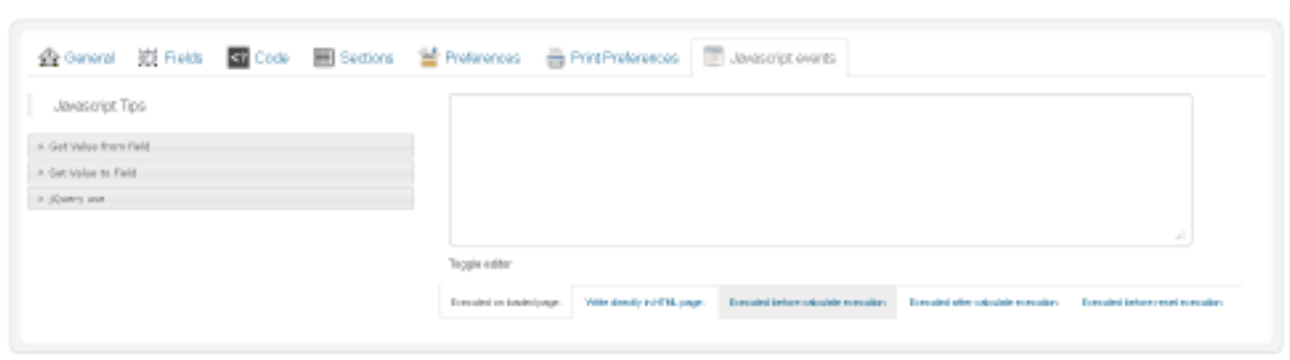 General Fields Code Sections Preferences Print Preferences Javascript events
Javascript Tips
Get Value from Field
Set Value to Field
jQuery use
Toggle editor
Executed on loaded page. Write directly in HTML page. Executed before calculate execution Executed after calculate execution Executed before reset execution